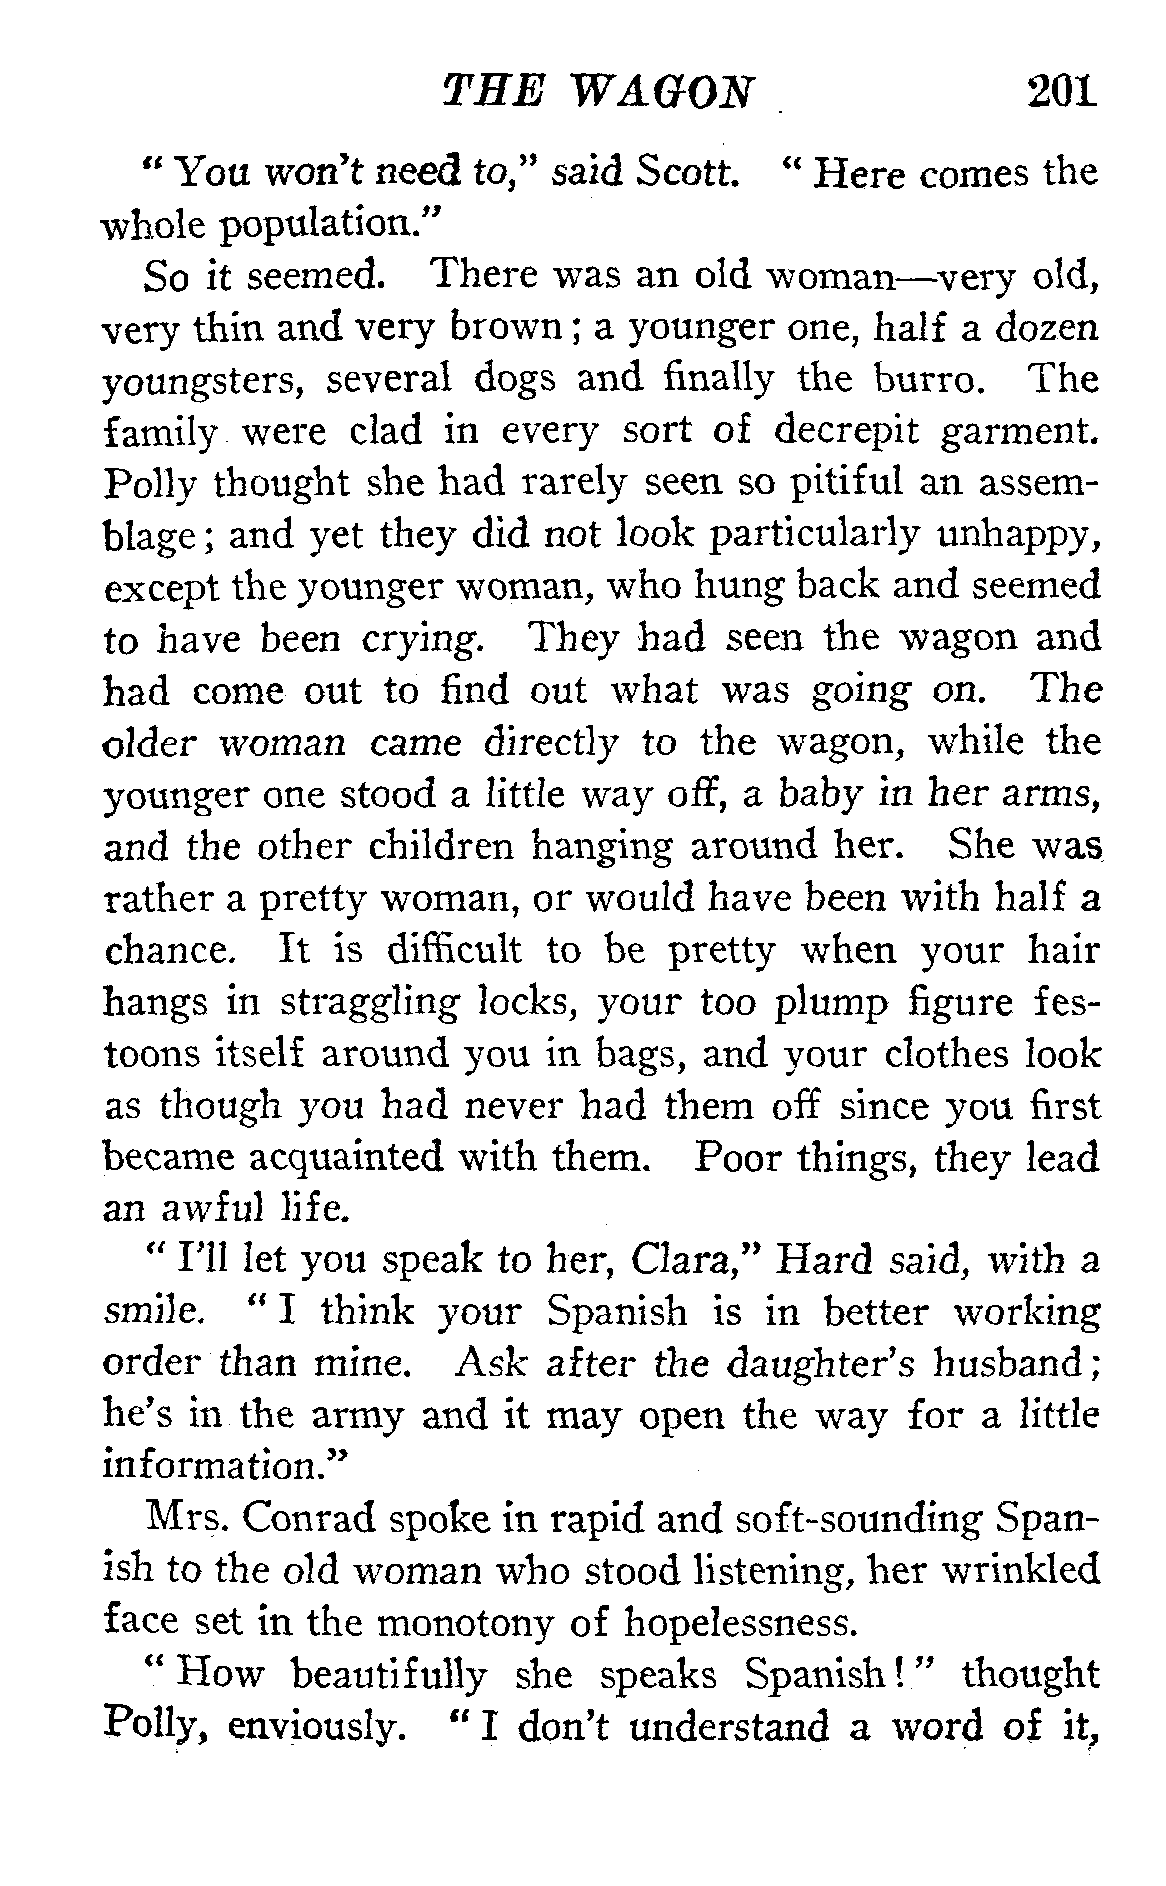 THE WAGON 201
"You won't need to," said Scott. "Here comes the
whole population."
So it seemed. There was an old woman—very old,
very thin and very brown; a younger one, half a dozen
youngsters, several dogs and finally the burro. The
family were clad in every sort of decrepit garment.
Polly thought she had rarely seen so pitiful an assem-
blage; and yet they did not look particularly unhappy,
except the younger woman, who hung back and seemed
to have been crying. They had seen the wagon and
had come out to find out what was going on. The
older woman came directly to the wagon, while the
younger one stood a little way off, a baby in her arms,
and the other children hanging around her. She was
rather a pretty woman, or would have been with half a
chance. It is difficult to be pretty when your hair
hangs in straggling locks, your too plump figure fes-
toons itself around you in bags, and your clothes look
as though you had never had them off since you first
became acquainted with them. Poor things, they lead
an awful life.
"I'll let you speak to her, Clara," Hard said, with a
smile. "I think your Spanish is in better working
order than mine. Ask after the daughter's husband;
he's in the army and it may open the way for a little
information."
Mrs. Conrad spoke in rapid and soft-sounding Span-
ish to the old woman who stood listening, her wrinkled
face set in the monotony of hopelessness.
"How beautifully she speaks Spanish!" thought
Polly, enviously. "I don't understand a word of it,